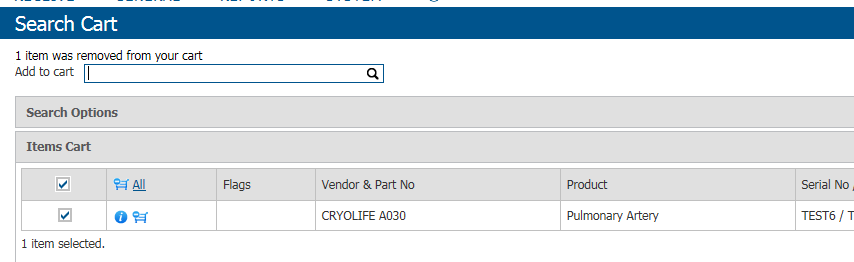 Search Cart
1 item was removed from your cart
Add to cart
Search Options
Items Cart
All Flags Vendor & Part No Product Serial No /
CRYOLIFE A030 Pulmonary Artery TEST6 / T
1 item selected.